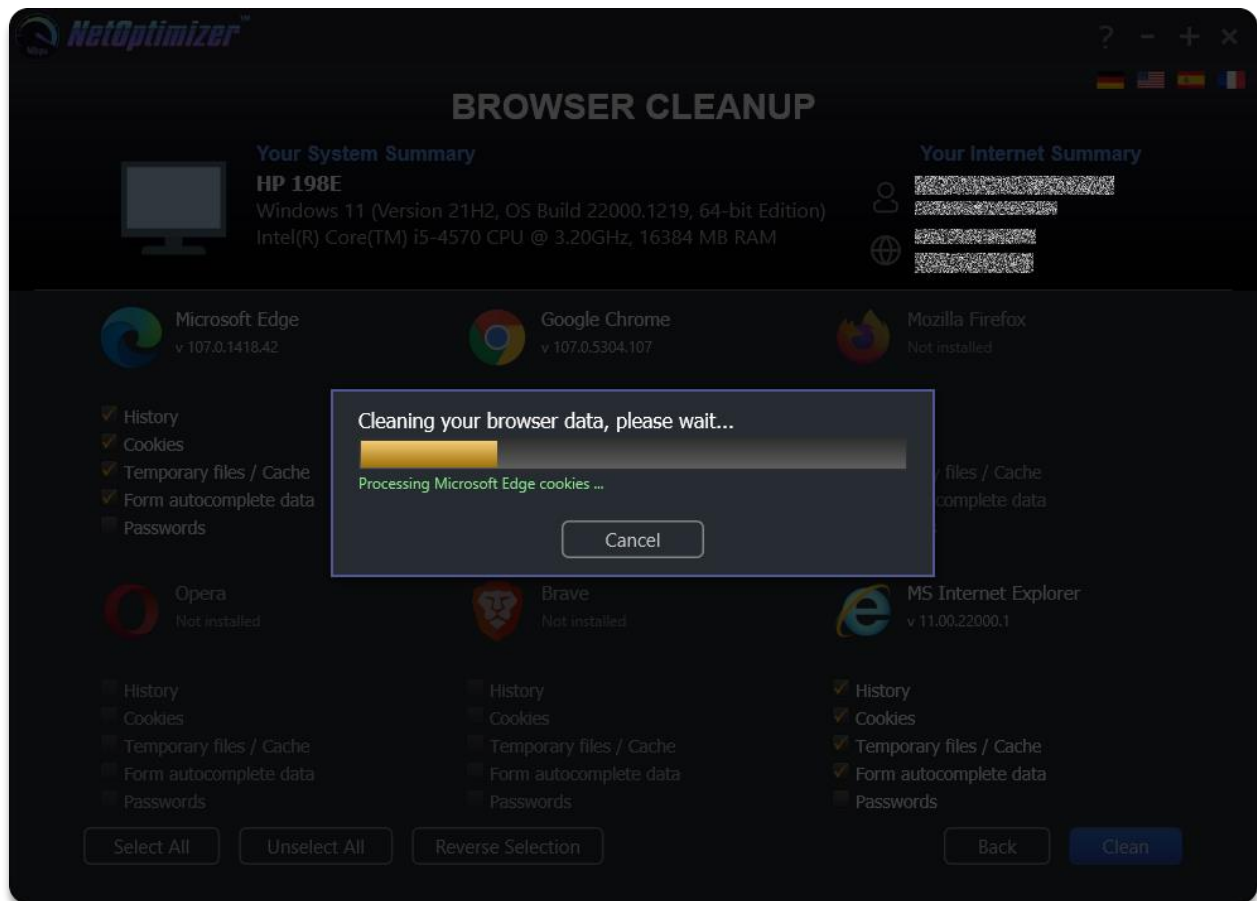 NetOptimizer™
Mbps
? - + ×
BROWSER CLEANUP
Your System Summary
HP 198E
Windows 11 (Version 21H2, OS Build 22000.1219, 64-bit Edition)
Intel(R) Core(TM) i5-4570 CPU @ 3.20GHz, 16384 MB RAM
Your Internet Summary
Microsoft Edge
v 107.0.1418.42
Google Chrome
v 107.0.5304.107
Mozilla Firefox
Not installed
History
Cookies
Temporary files / Cache
Form autocomplete data
Passwords
Cleaning your browser data, please wait...
Processing Microsoft Edge cookies ...
Cancel
files / Cache
complete data
Opera
Not installed
Brave
Not installed
MS Internet Explorer
v 11.00.22000.1
History
Cookies
Temporary files / Cache
Form autocomplete data
Passwords
History
Cookies
Temporary files / Cache
Form autocomplete data
Passwords
History
Cookies
Temporary files / Cache
Form autocomplete data
Passwords
Select All
Unselect All
Reverse Selection
Back
Clean